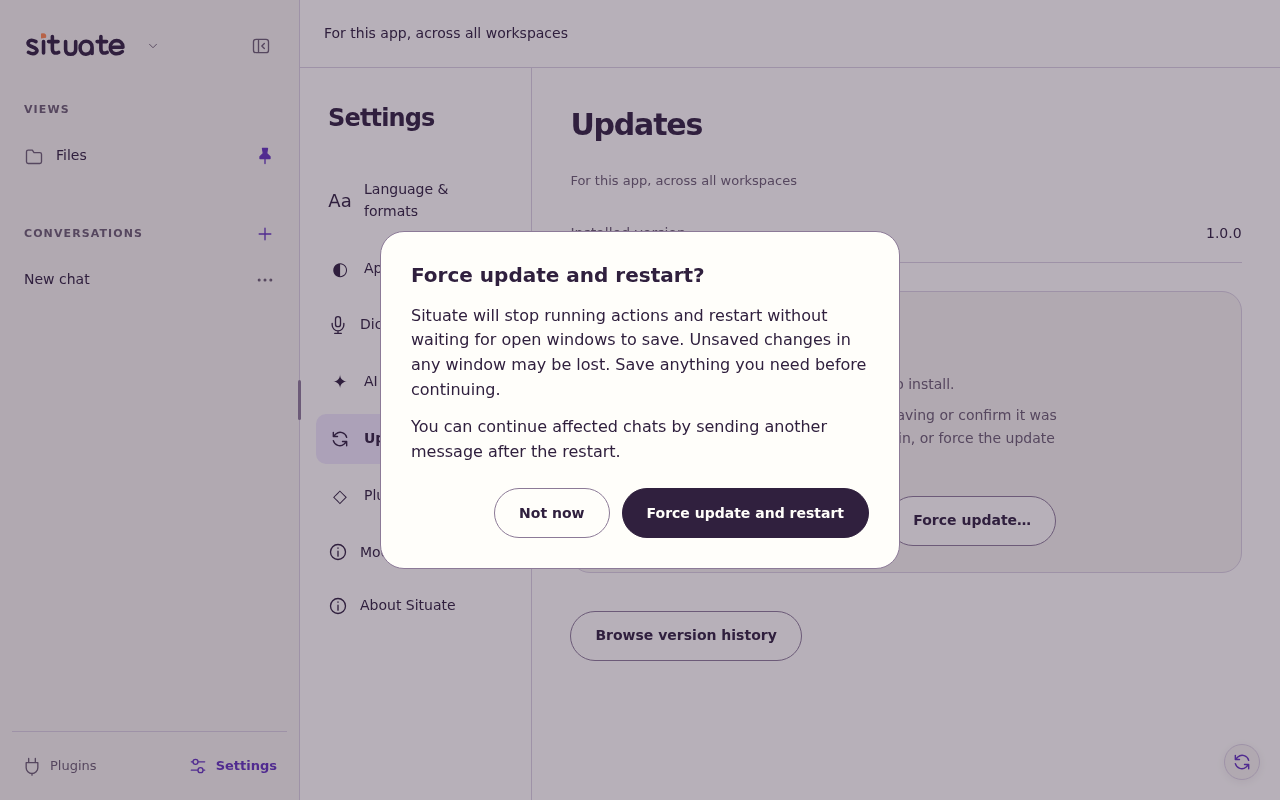 situate
For this app, across all workspaces
VIEWS
Files
CONVERSATIONS
New chat
Plugins
Settings
Settings
Aa
Language &
formats
AI
About Situate
Updates
For this app, across all workspaces
Installed version
1.0.0
install.
aving or confirm it was
in, or force the update
Force update...
Browse version history
Force update and restart?
Situate will stop running actions and restart without
waiting for open windows to save. Unsaved changes in
any window may be lost. Save anything you need before
continuing.
You can continue affected chats by sending another
message after the restart.
Not now
Force update and restart